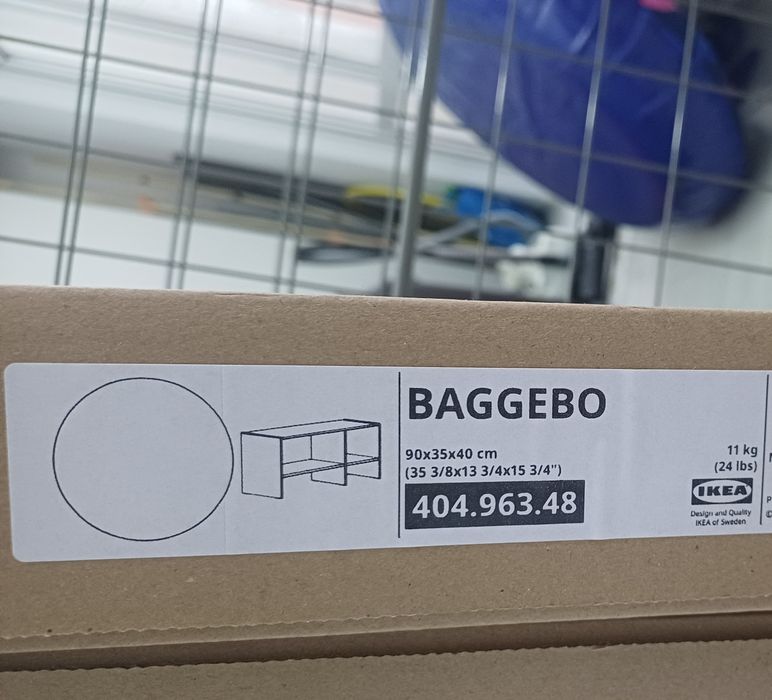 BAGGEBO
90x35x40 cm
(35 3/8x13 3/4x15 3/4")
404.963.48
11 kg
(24 lbs)
IKEA
Design and Quality
IKEA of Sweden